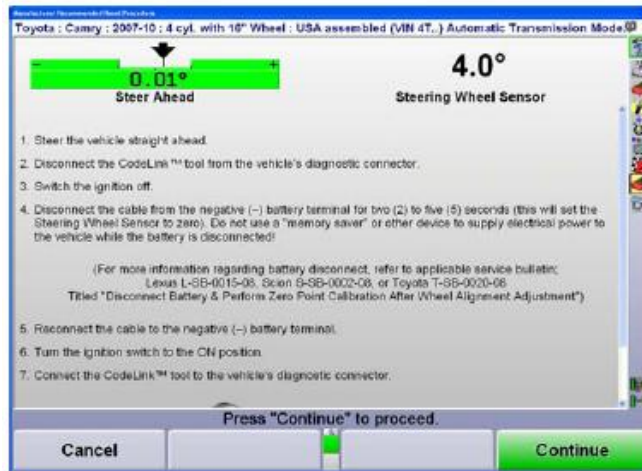 Manufacturer Recommended Reset Procedure
Toyota : Camry : 2007-10 : 4 cyl. with 16" Wheel : USA assembled (VIN 4T..) Automatic Transmission Mode
- +
0.01°
Steer Ahead
4.0°
Steering Wheel Sensor
1. Steer the vehicle straight ahead.
2. Disconnect the CodeLink™ tool from the vehicle's diagnostic connector.
3. Switch the ignition off.
4. Disconnect the cable from the negative (–) battery terminal for two (2) to five (5) seconds (this will set the
Steering Wheel Sensor to zero). Do not use a "memory saver" or other device to supply electrical power to
the vehicle while the battery is disconnected!
(For more information regarding battery disconnect, refer to applicable service bulletin;
Lexus L-SB-0015-08, Scion S-SB-0002-08, or Toyota T-SB-0020-08
Titled "Disconnect Battery & Perform Zero Point Calibration After Wheel Alignment Adjustment")
5. Reconnect the cable to the negative (–) battery terminal.
6. Turn the ignition switch to the ON position.
7. Connect the CodeLink™ tool to the vehicle's diagnostic connector.
Press "Continue" to proceed.
Cancel
Continue